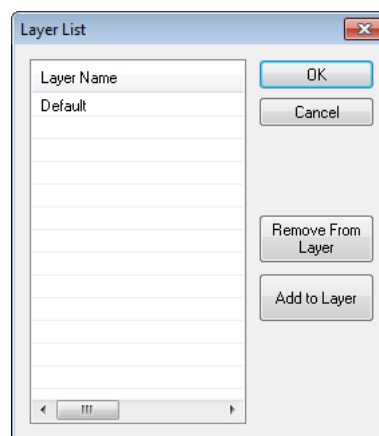 Layer List
Layer Name
Default
OK
Cancel
Remove From
Layer
Add to Layer